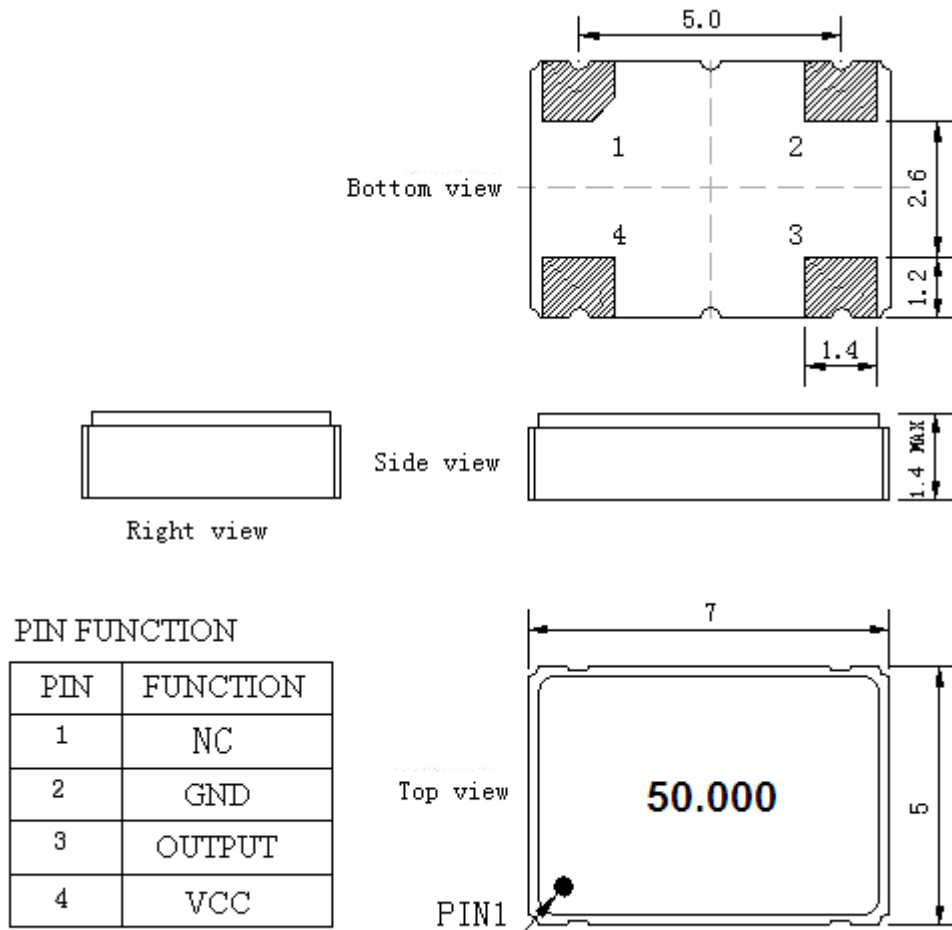 5.0
1 2
Bottom view
2.6
4 3
1.2
1.4
Side view
1.4 MAX
Right view
7
PIN FUNCTION
PIN FUNCTION
1 NC
2 GND
3 OUTPUT
4 VCC
Top view
50.000
5
PIN1